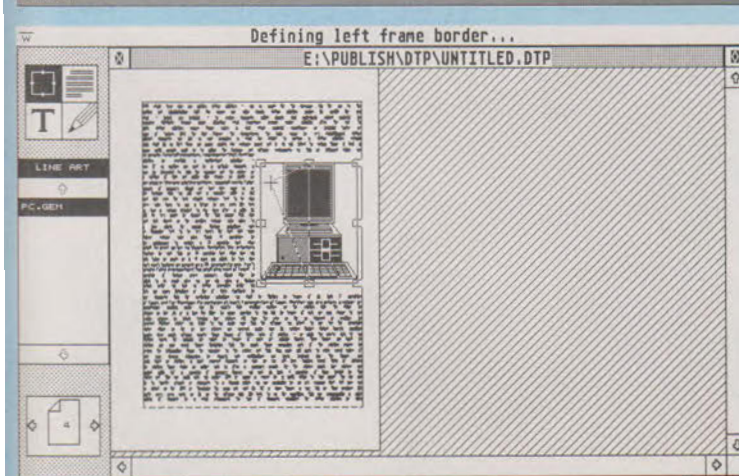 Defining left frame border...
E:\PUBLISH\DTP\UNTITLED.DTP
T
LINE ART
PC.GEM
4